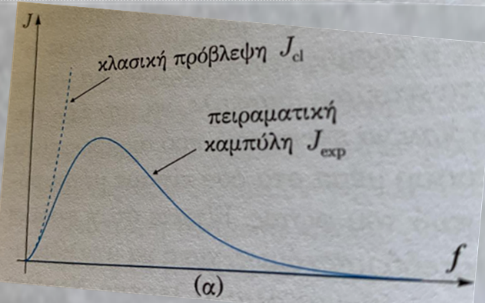 J
κλασική πρόβλεψη J_cl
πειραματική
καμπύλη J_exp
f
(α)